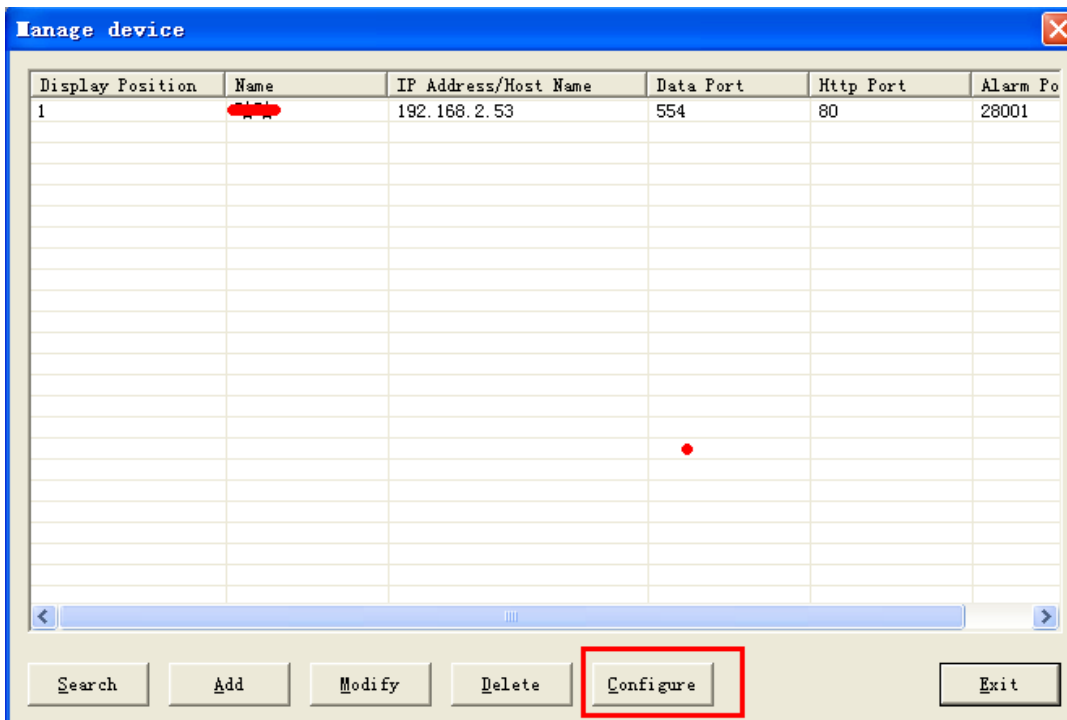 Manage device
Display Position Name IP Address/Host Name Data Port Http Port Alarm Po
1 192.168.2.53 554 80 28001
Search Add Modify Delete Configure Exit